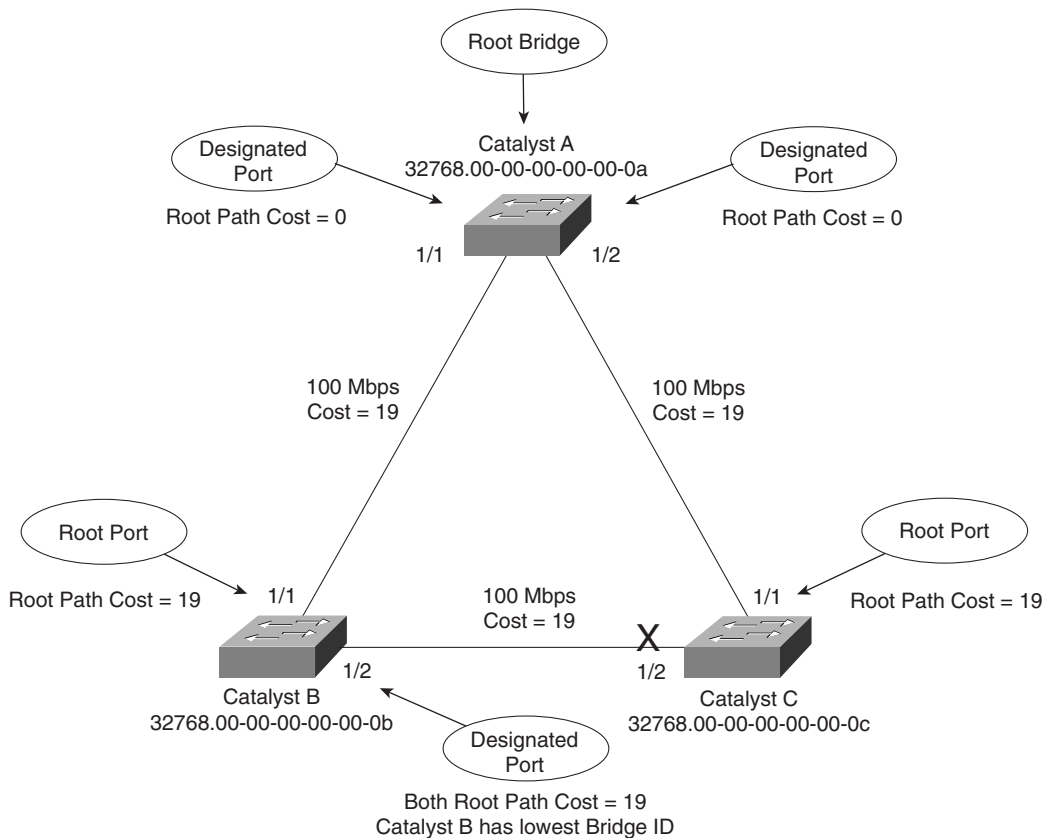 Root Bridge
Designated
Port
Catalyst A
32768.00-00-00-00-00-0a
Designated
Port
Root Path Cost = 0
Root Path Cost = 0
1/1
1/2
100 Mbps
Cost = 19
100 Mbps
Cost = 19
Root Port
Root Port
Root Path Cost = 19
1/1
100 Mbps
Cost = 19
1/1
Root Path Cost = 19
X
1/2
1/2
Catalyst B
32768.00-00-00-00-00-0b
Catalyst C
32768.00-00-00-00-00-0c
Designated
Port
Both Root Path Cost = 19
Catalyst B has lowest Bridge ID